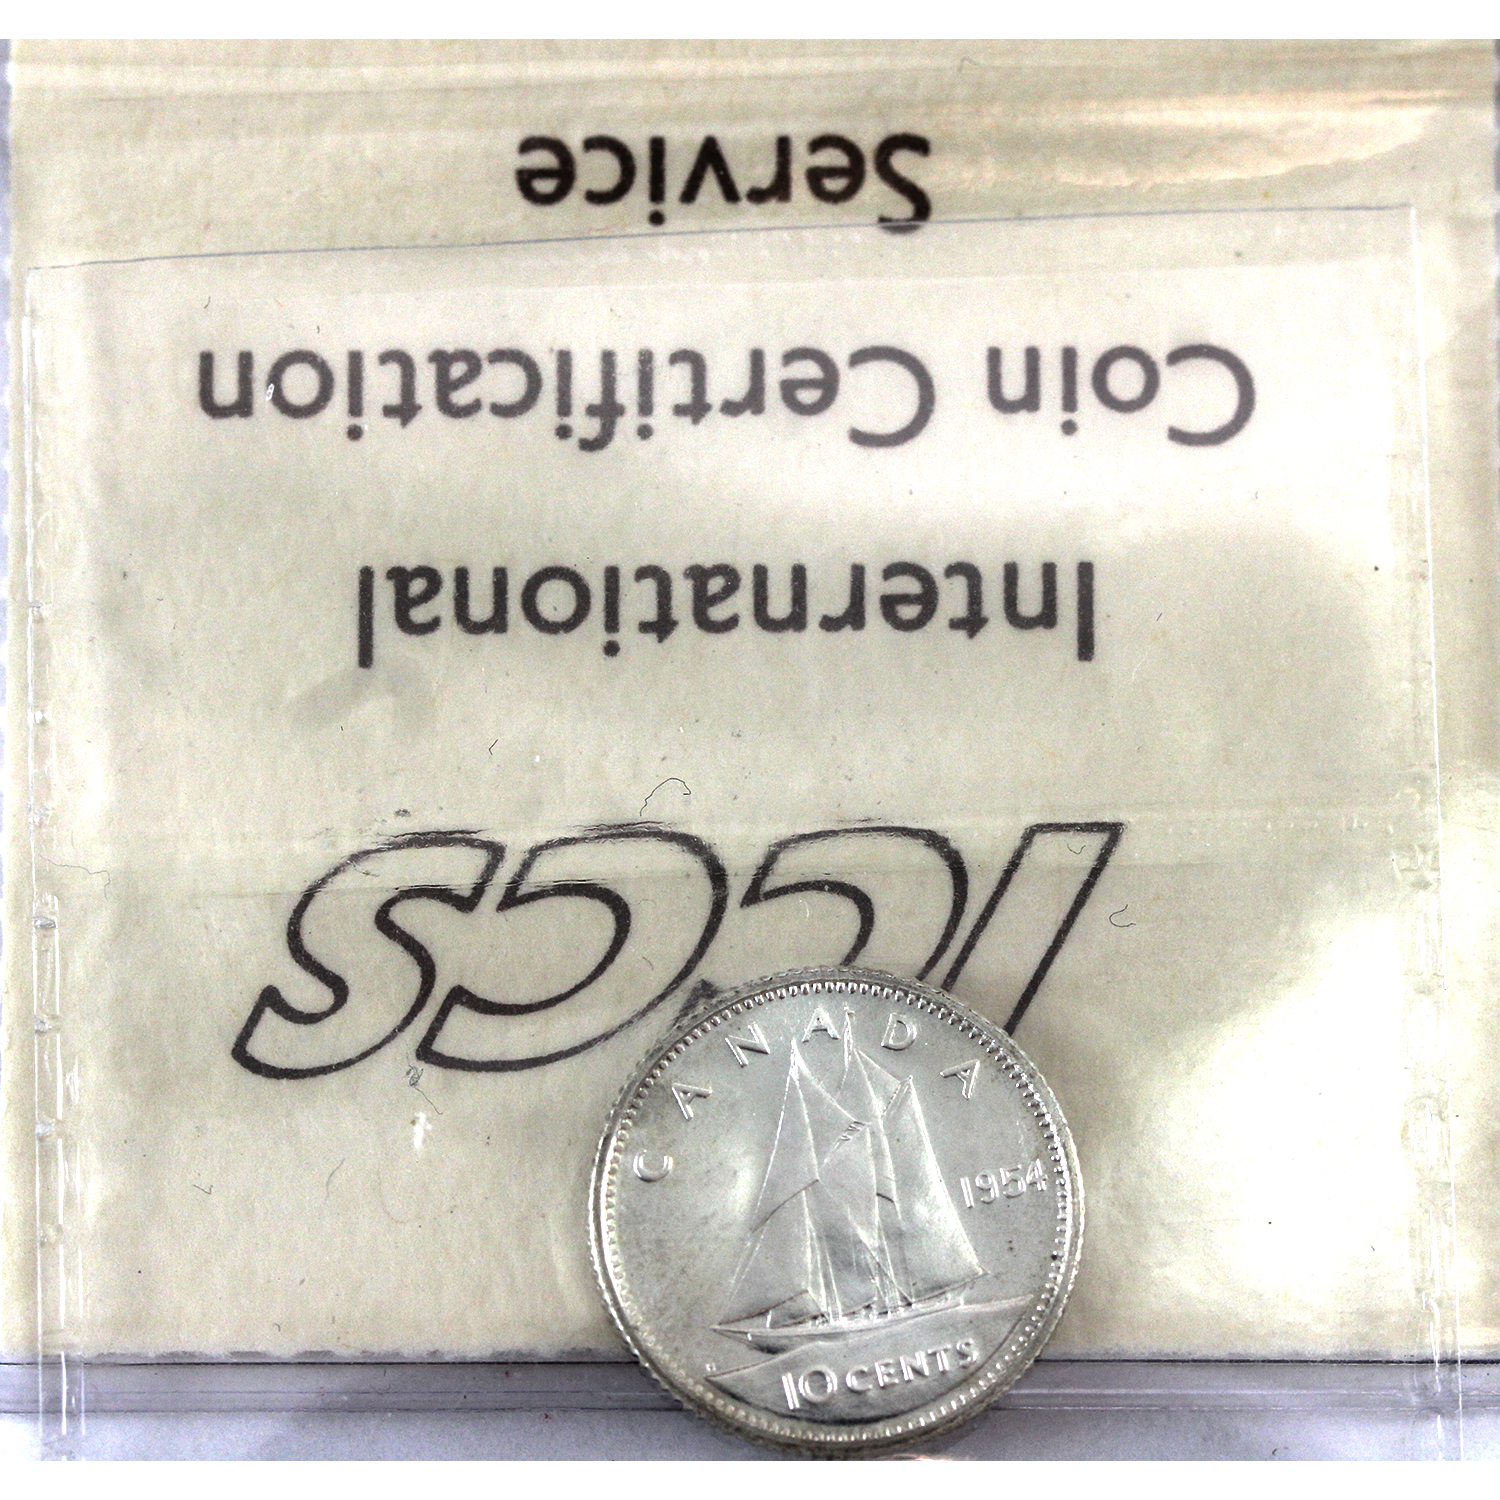 ICCS
International
Coin Certification
Service
CANADA
1954
10 CENTS